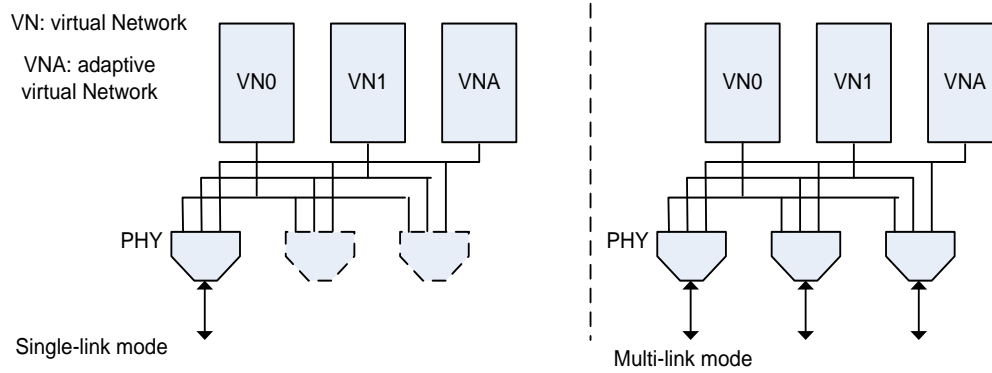 VN: virtual Network
VNA: adaptive
virtual Network
VN0
VN1
VNA
PHY
Single-link mode
VN0
VN1
VNA
PHY
Multi-link mode